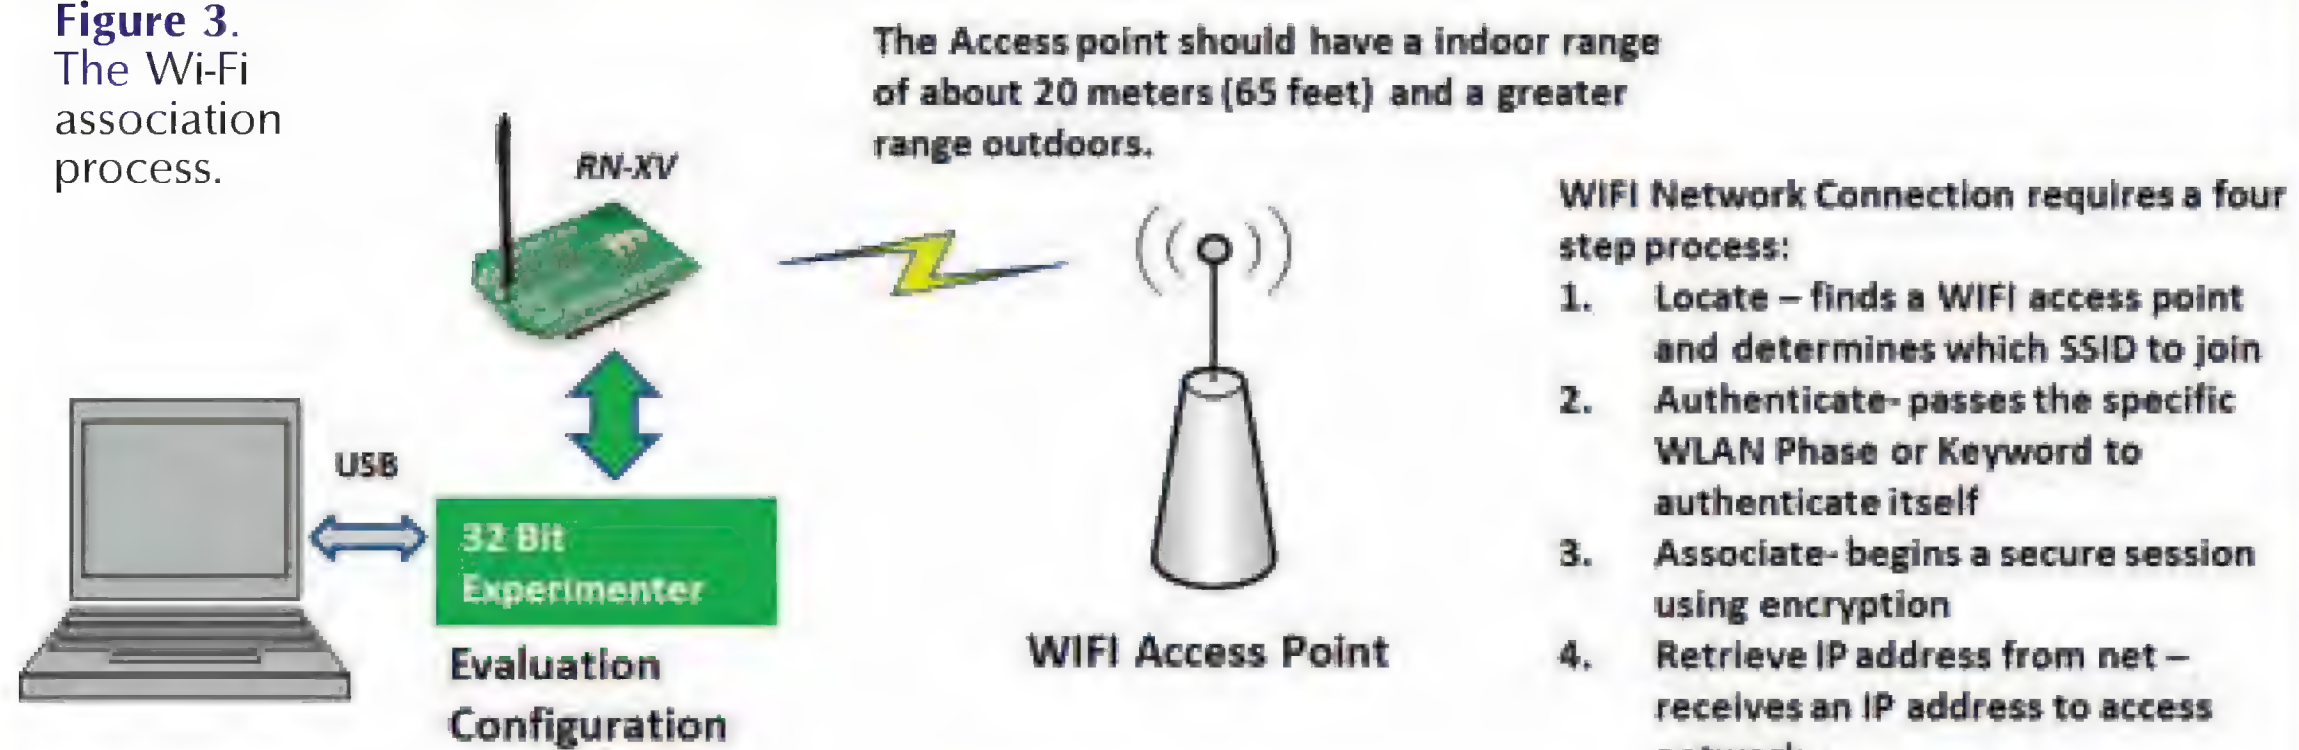 Figure 3.
The Wi-Fi
association
process.
The Access point should have a indoor range
of about 20 meters (65 feet) and a greater
range outdoors.
RN-XV
USB
32 Bit
Experimenter
Evaluation
Configuration
WIFI Access Point
WIFI Network Connection requires a four
step process:
1. Locate – finds a WIFI access point
and determines which SSID to join
2. Authenticate- passes the specific
WLAN Phase or Keyword to
authenticate itself
3. Associate- begins a secure session
using encryption
4. Retrieve IP address from net –
receives an IP address to access